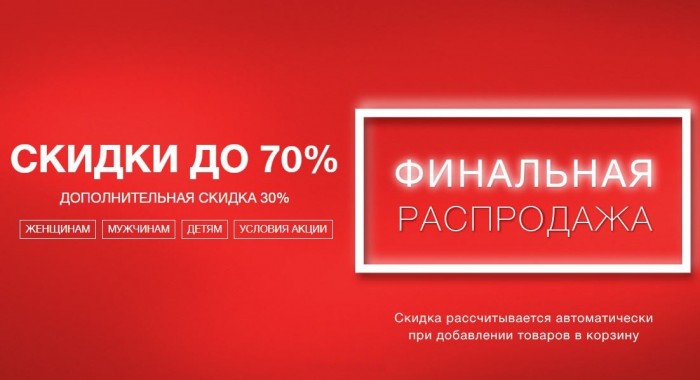 СКИДКИ ДО 70%
ДОПОЛНИТЕЛЬНАЯ СКИДКА 30%
ЖЕНЩИНАМ МУЖЧИНАМ ДЕТЯМ УСЛОВИЯ АКЦИИ
ФИНАЛЬНАЯ
РАСПРОДАЖА
Скидка рассчитывается автоматически
при добавлении товаров в корзину